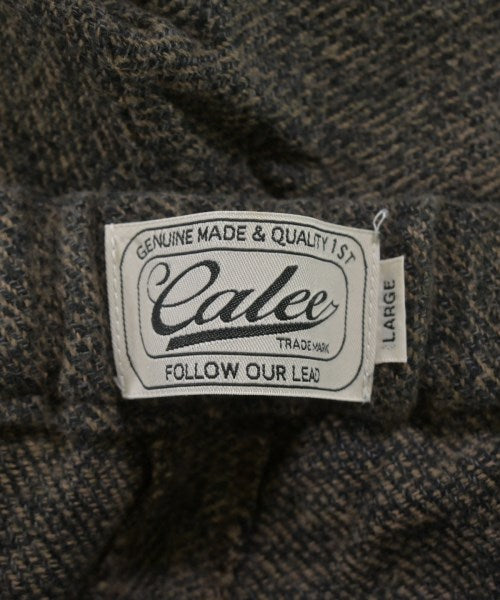 GENUINE MADE & QUALITY 1ST
Calee
TRADE MARK
FOLLOW OUR LEAD
LARGE